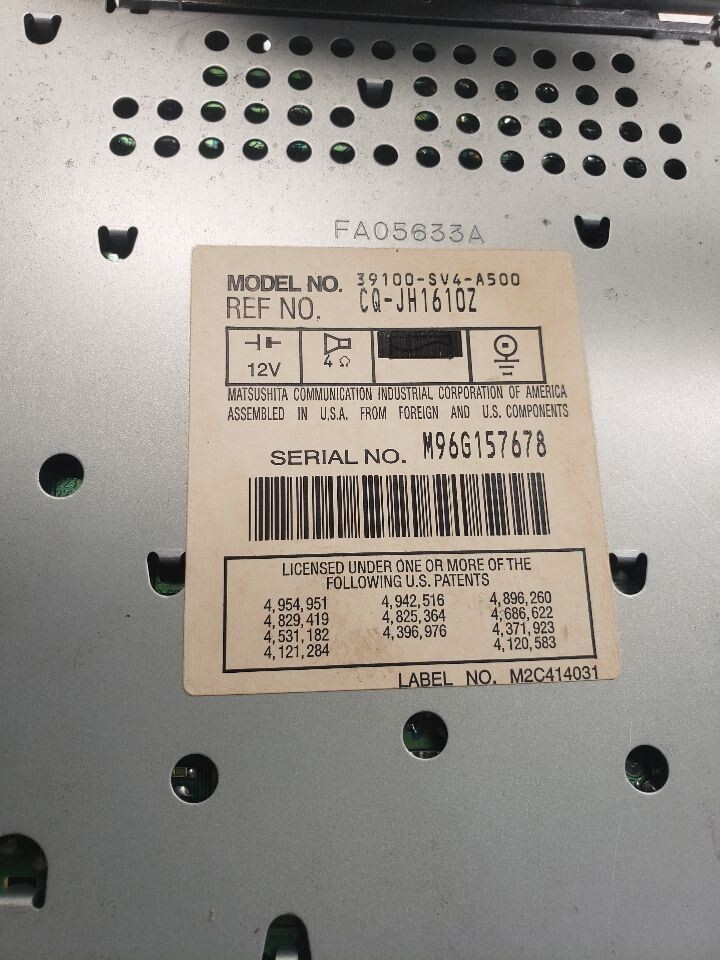 FA05633A
MODEL NO. 39100-SV4-A500
REF NO. CQ-JH1610Z
12V
4 Ω
MATSUSHITA COMMUNICATION INDUSTRIAL CORPORATION OF AMERICA
ASSEMBLED IN U.S.A. FROM FOREIGN AND U.S. COMPONENTS
SERIAL NO. M96G157678
LICENSED UNDER ONE OR MORE OF THE
FOLLOWING U.S. PATENTS
4,954,951 4,942,516 4,896,260
4,829,419 4,825,364 4,686,622
4,531,182 4,396,976 4,371,923
4,121,284 4,120,583
LABEL NO. M2C414031